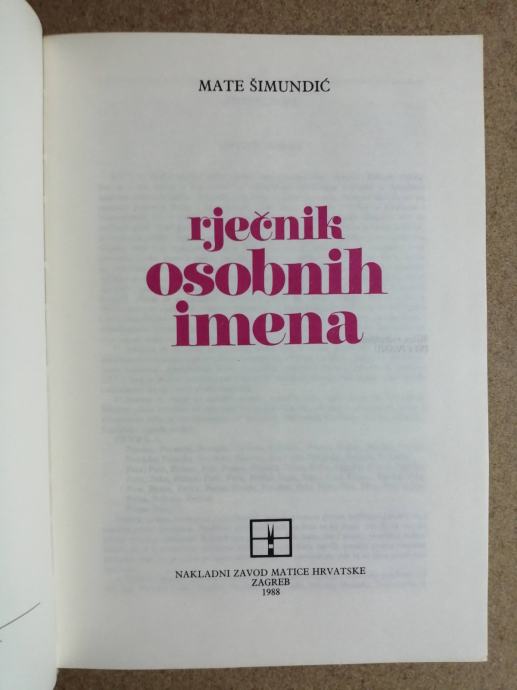 MATE ŠIMUNDIĆ
rječnik
osobnih
imena
NAKLADNI ZAVOD MATICE HRVATSKE
ZAGREB
1988